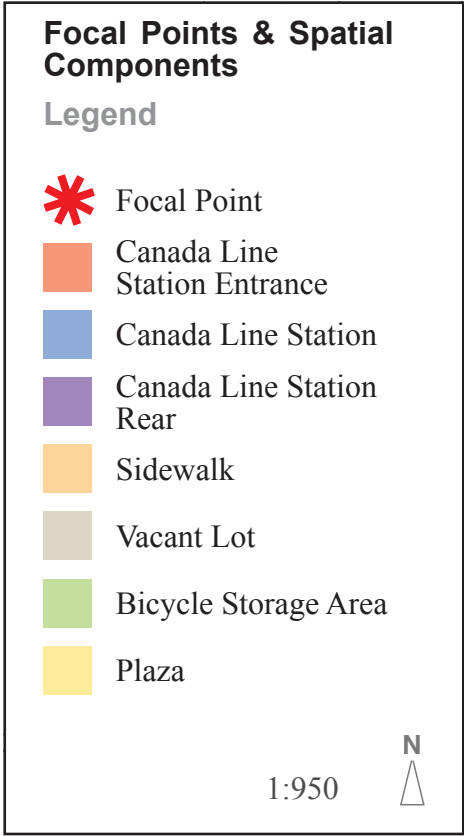 Focal Points & Spatial
Components
Legend
Focal Point
Canada Line
Station Entrance
Canada Line Station
Canada Line Station
Rear
Sidewalk
Vacant Lot
Bicycle Storage Area
Plaza
N
1:950